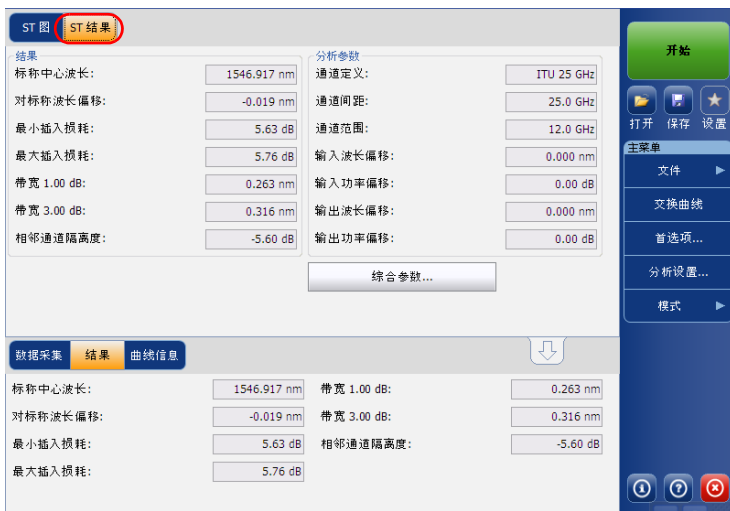 ST 图 ST 结果
结果
标称中心波长: 1546.917 nm
对标称波长偏移: -0.019 nm
最小插入损耗: 5.63 dB
最大插入损耗: 5.76 dB
带宽 1.00 dB: 0.263 nm
带宽 3.00 dB: 0.316 nm
相邻通道隔离度: -5.60 dB
分析参数
通道定义: ITU 25 GHz
通道间距: 25.0 GHz
通道范围: 12.0 GHz
输入波长偏移: 0.000 nm
输入功率偏移: 0.00 dB
输出波长偏移: 0.000 nm
输出功率偏移: 0.00 dB
综合参数...
数据采集 结果 曲线信息
标称中心波长: 1546.917 nm
对标称波长偏移: -0.019 nm
最小插入损耗: 5.63 dB
最大插入损耗: 5.76 dB
带宽 1.00 dB: 0.263 nm
带宽 3.00 dB: 0.316 nm
相邻通道隔离度: -5.60 dB
开始
打开 保存 设置
主菜单
文件
交换曲线
首选项...
分析设置...
模式